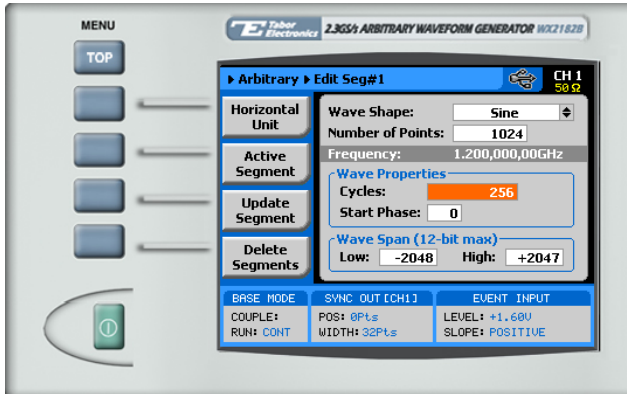 MENU
Tabor Electronics 2.3GS/s ARBITRARY WAVEFORM GENERATOR WX2182B
TOP
Arbitrary Edit Seg#1
CH 1
50 Ω
Horizontal Unit
Active Segment
Update Segment
Delete Segments
Wave Shape: Sine
Number of Points: 1024
Frequency: 1.200,000,00GHz
Wave Properties
Cycles: 256
Start Phase: 0
Wave Span (12-bit max)
Low: -2048 High: +2047
BASE MODE
COUPLE:
RUN: CONT
SYNC OUT [CH1]
POS: 0Pts
WIDTH: 32Pts
EVENT INPUT
LEVEL: +1.60V
SLOPE: POSITIVE